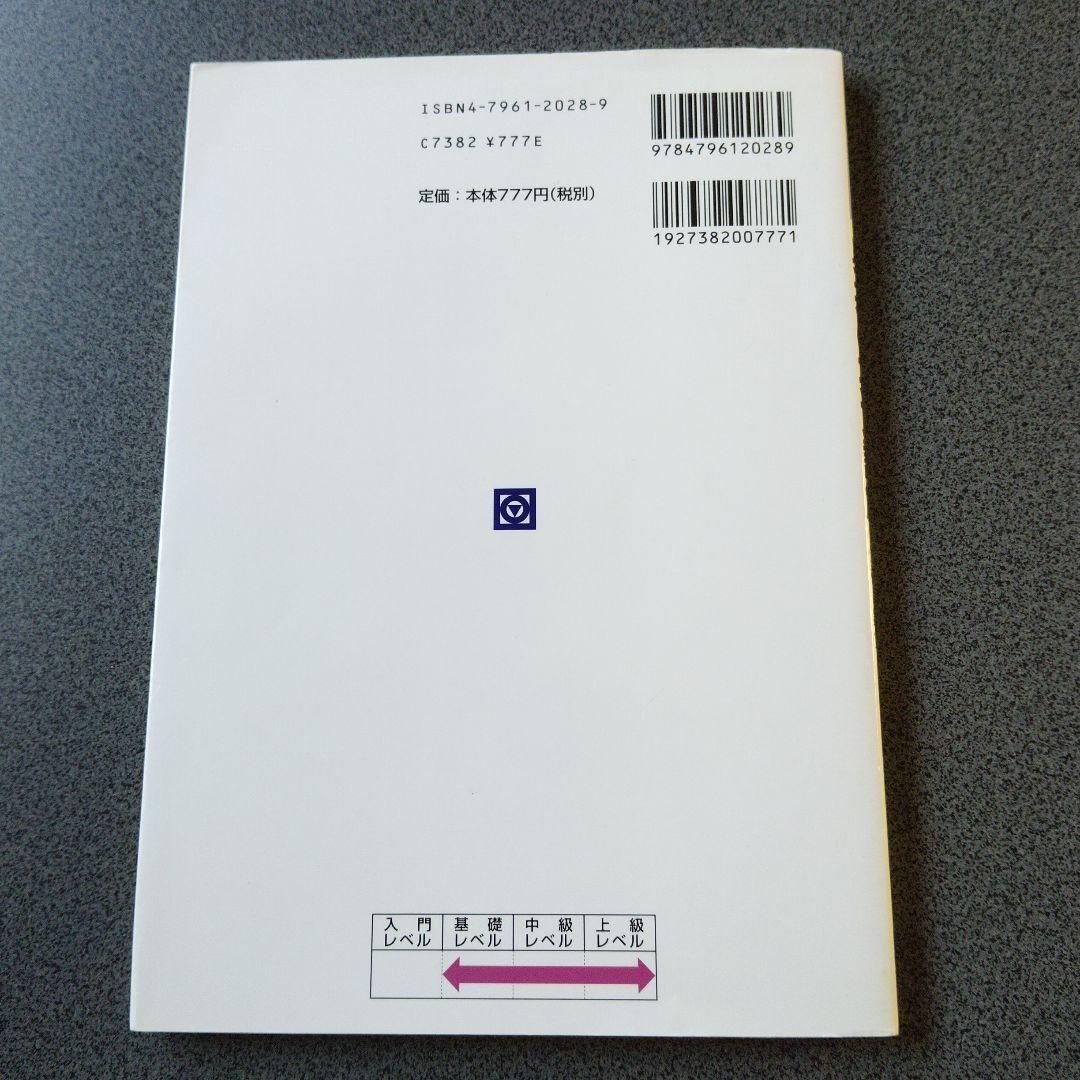 ISBN4-7961-2028-9
C7382 ¥777E
定価：本体777円(税別)
9784796120289
1927382007771
入門レベル
基礎レベル
中級レベル
上級レベル